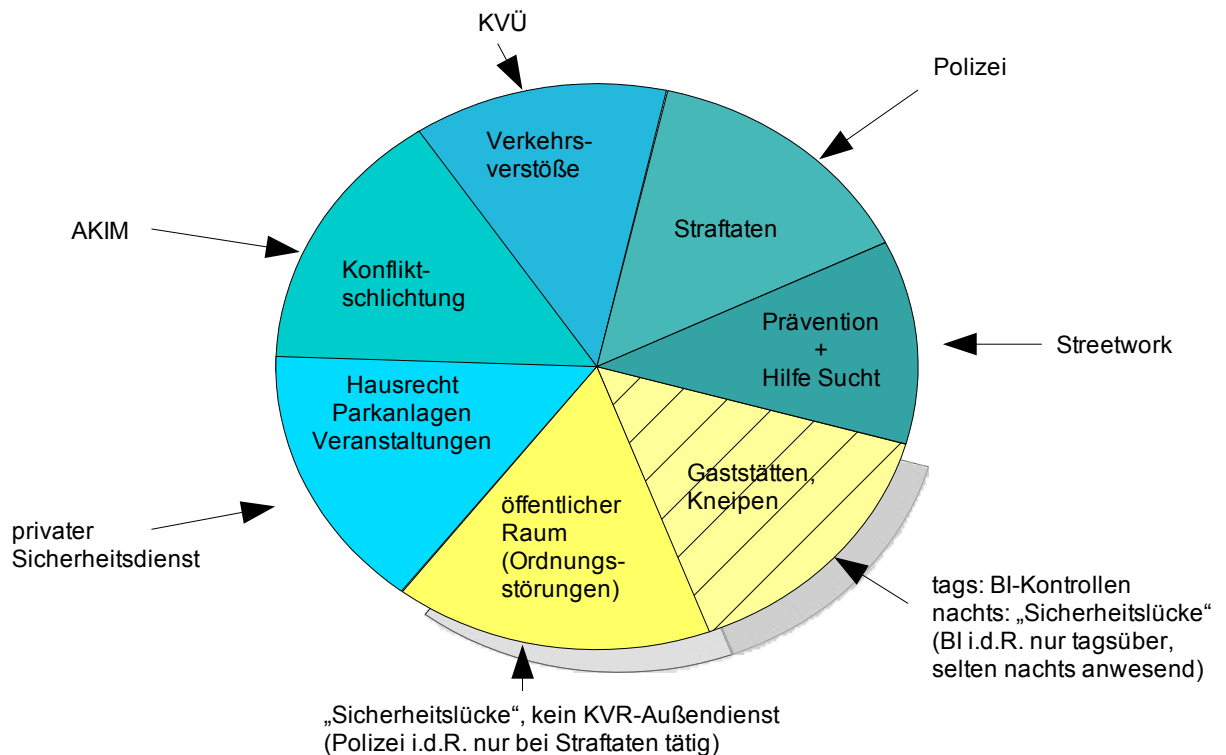 KVÜ
Polizei
Verkehrs-
verstöße
Straftaten
AKIM
Konflikt-
schlichtung
Prävention
+
Hilfe Sucht
Streetwork
Hausrecht
Parkanlagen
Veranstaltungen
Gaststätten,
Kneipen
öffentlicher
Raum
(Ordnungs-
störungen)
privater
Sicherheitsdienst
tags: BI-Kontrollen
nachts: „Sicherheitslücke“
(BI i.d.R. nur tagsüber,
selten nachts anwesend)
„Sicherheitslücke“, kein KVR-Außendienst
(Polizei i.d.R. nur bei Straftaten tätig)